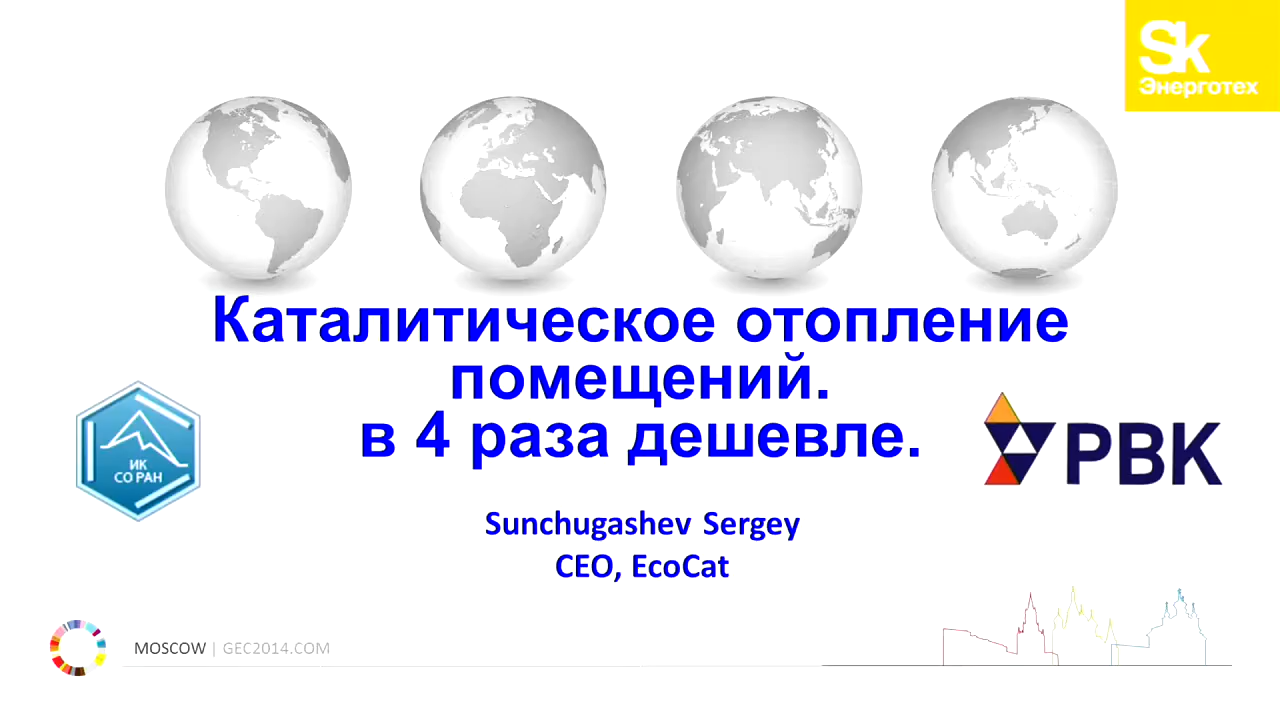 Sk
Энерготех
Каталитическое отопление
помещений.
в 4 раза дешевле.
ИК
СО РАН
РВК
Sunchugashev Sergey
CEO, EcoCat
MOSCOW | GEC2014.COM